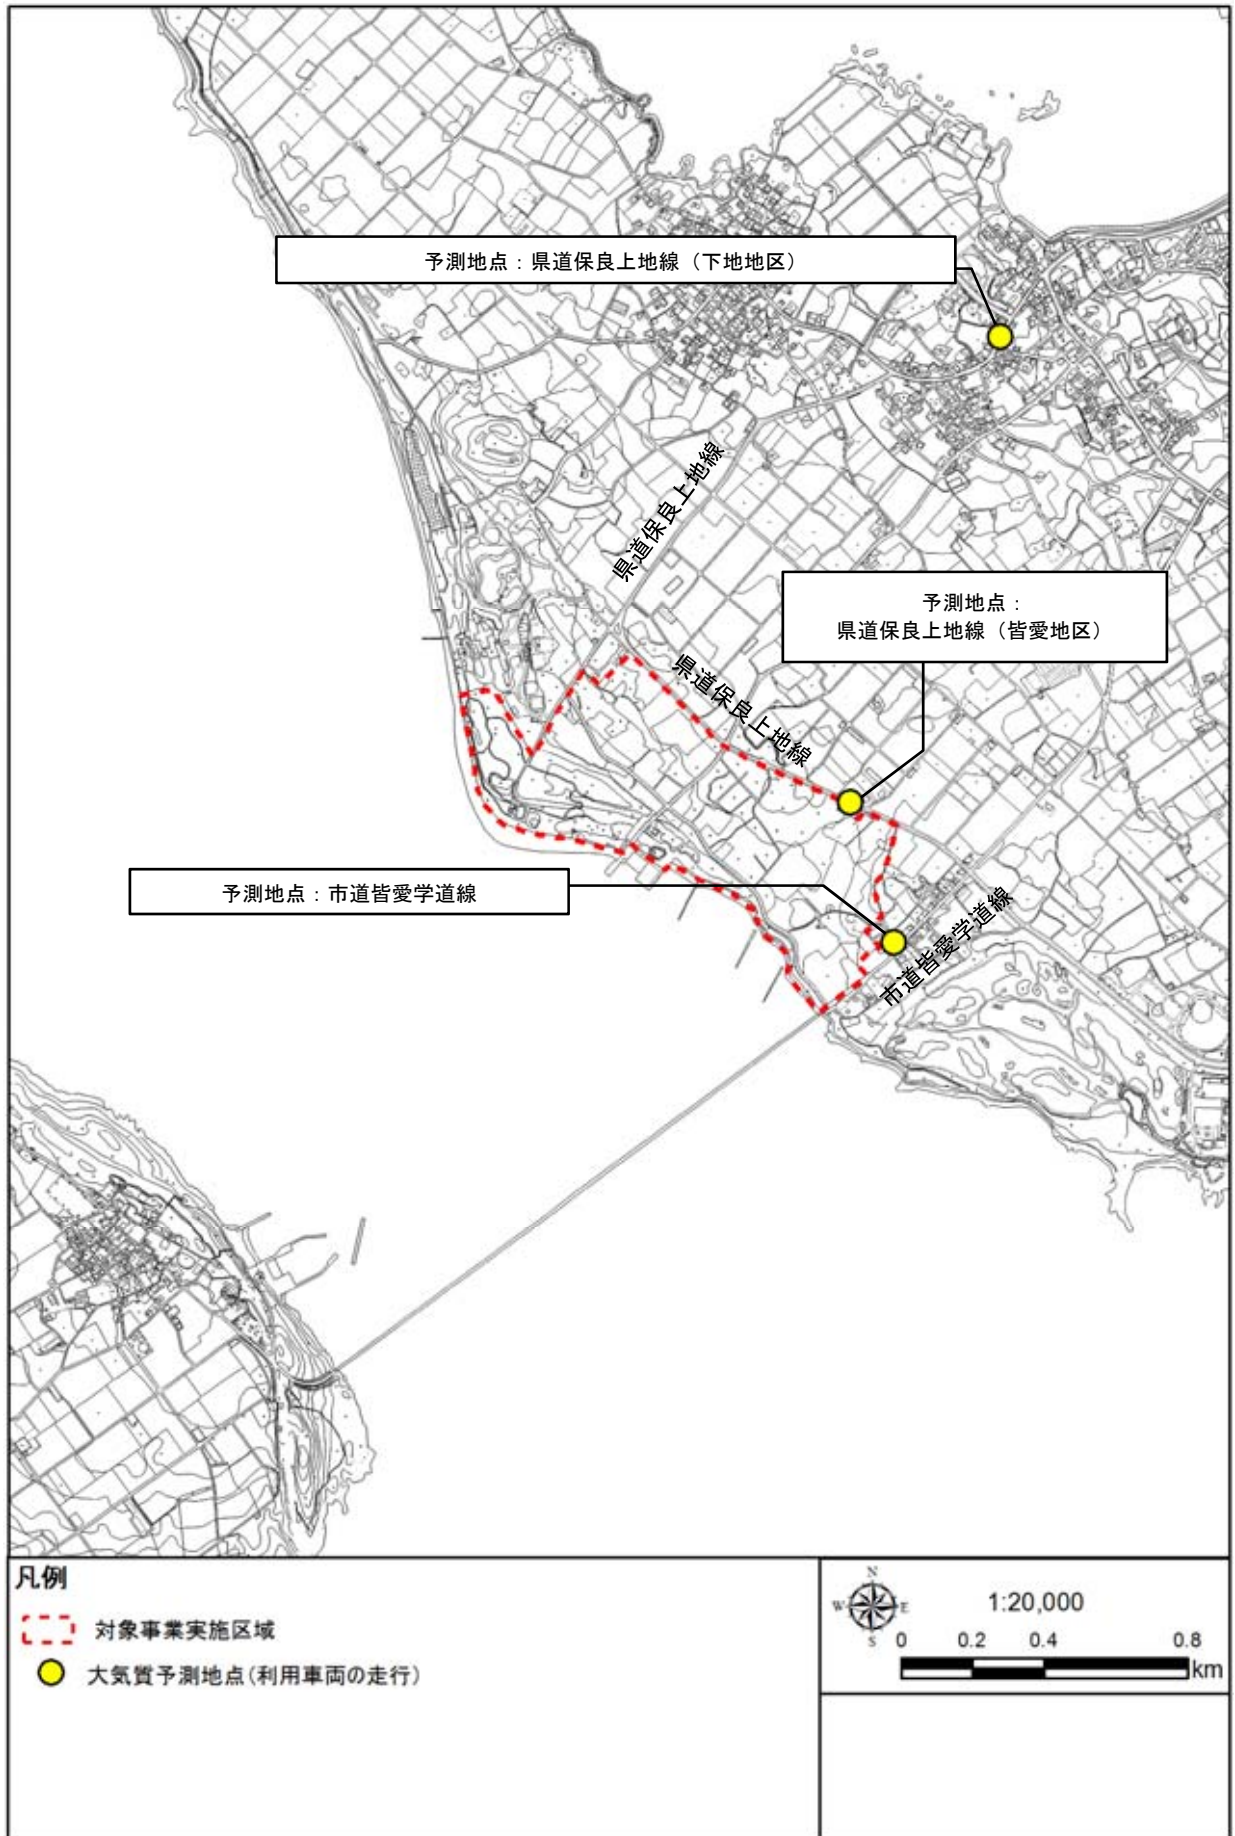 予測地点：県道保良上地線（下地地区）
県道保良上地線
予測地点：
県道保良上地線（皆愛地区）
県道保良上地線
予測地点：市道皆愛学道線
市道皆愛学道線
凡例
対象事業実施区域
大気質予測地点(利用車両の走行)
N
W E
S
1:20,000
0 0.2 0.4 0.8
km